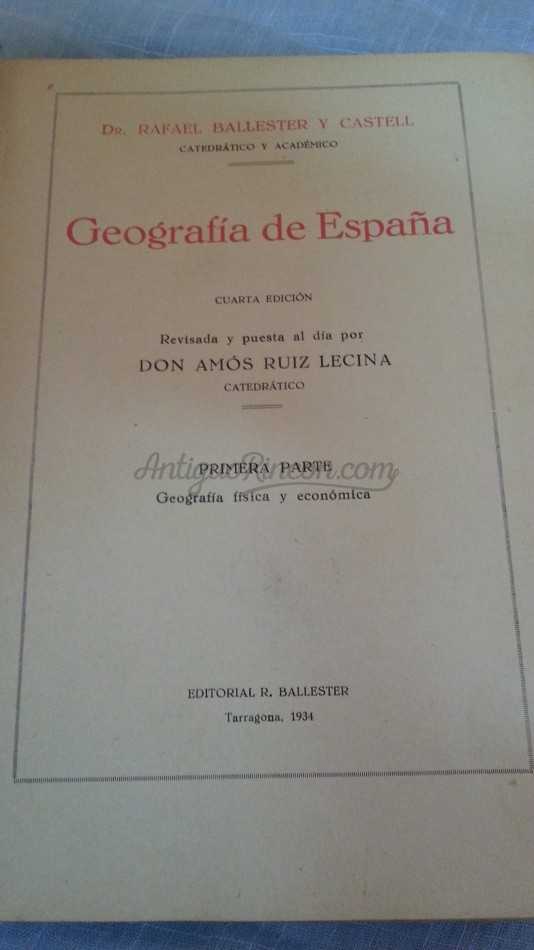 DR. RAFAEL BALLESTER Y CASTELL
CATEDRÁTICO Y ACADÉMICO
Geografía de España
CUARTA EDICIÓN
Revisada y puesta al día por
DON AMÓS RUIZ LECINA
CATEDRÁTICO
PRIMERA PARTE
AntiguoRincon.com
Geografía física y económica
EDITORIAL R. BALLESTER
Tarragona, 1934